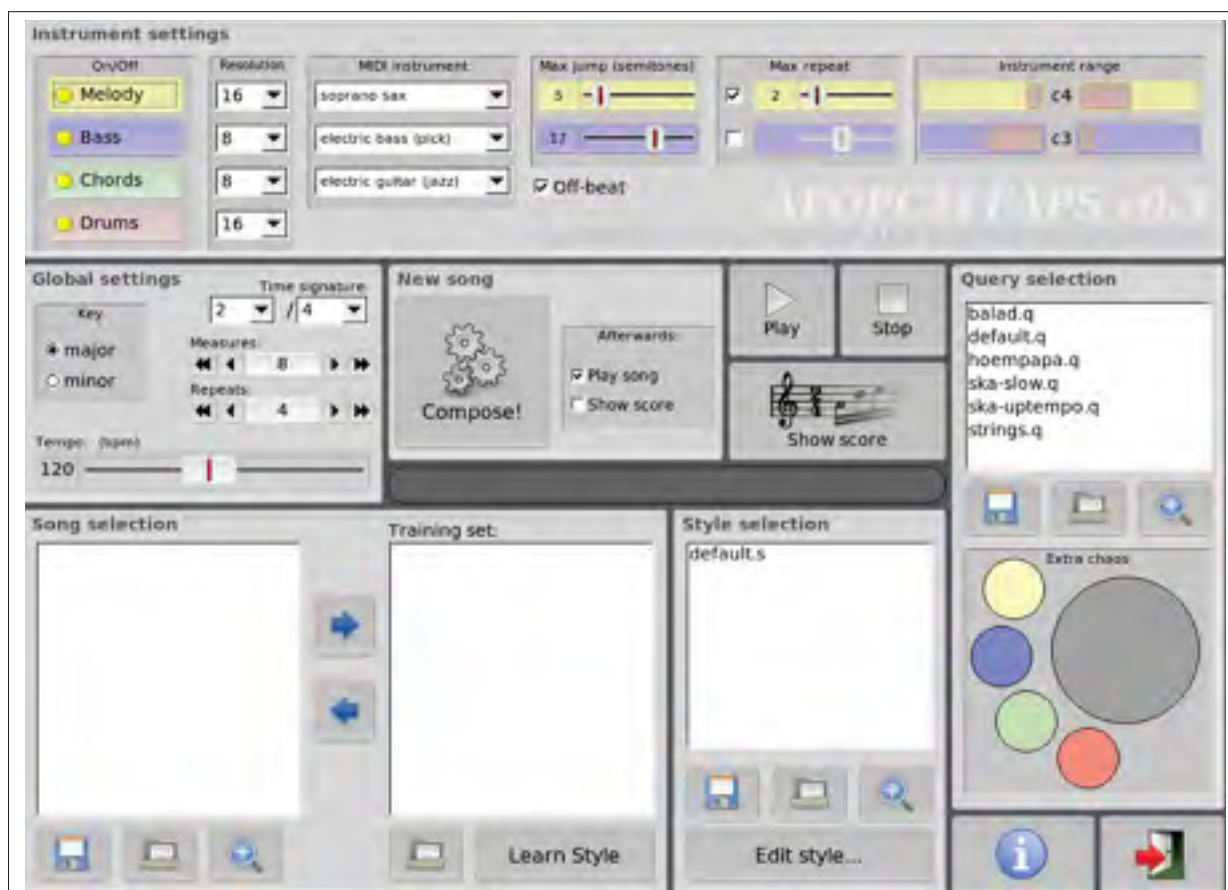 Instrument settings
On/Off
Resolution
MIDI instrument
Max jump (semitones)
Max repeat
Instrument range
Melody
16
soprano sax
5
2
c4
Bass
8
electric bass (pick)
17
c3
Chords
8
electric guitar (jazz)
Off-beat
Drums
16
Global settings
Key
major
minor
Time signature:
2 / 4
Measures:
8
Repeats:
4
Tempo: (bpm)
120
New song
Compose!
Afterwards:
Play song
Show score
Play
Stop
Show score
Query selection
balad.q
default.q
hoempapa.q
ska-slow.q
ska-uptempo.q
strings.q
Extra chaos
Song selection
Training set:
Learn Style
Style selection
default.s
Edit style...